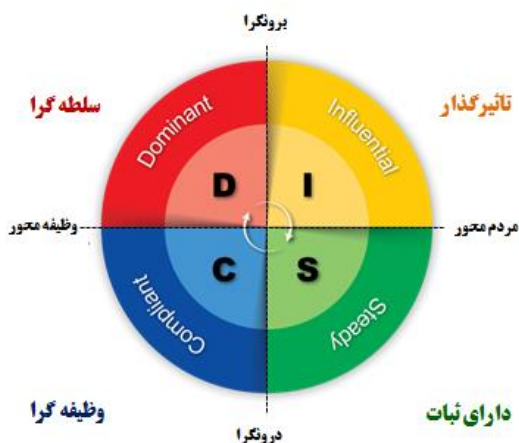 برونگرا
سلطه گرا
تاثیرگذار
Dominant
Influential
D
I
وظیفه محور
مردم محور
C
S
Compliant
Steady
وظیفه گرا
دارای ثبات
درونگرا